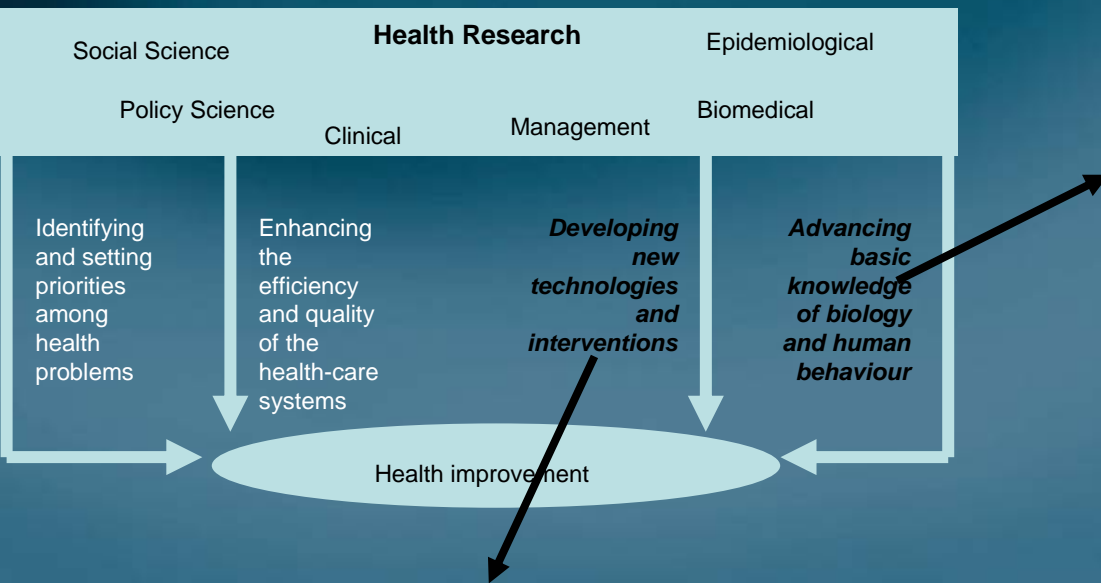 Health Research
Social Science
Epidemiological
Policy Science
Biomedical
Clinical
Management
Identifying
and setting
priorities
among
health
problems
Enhancing
the
efficiency
and quality
of the
health-care
systems
Developing
new
technologies
and
interventions
Advancing
basic
knowledge
of biology
and human
behaviour
Health improvement